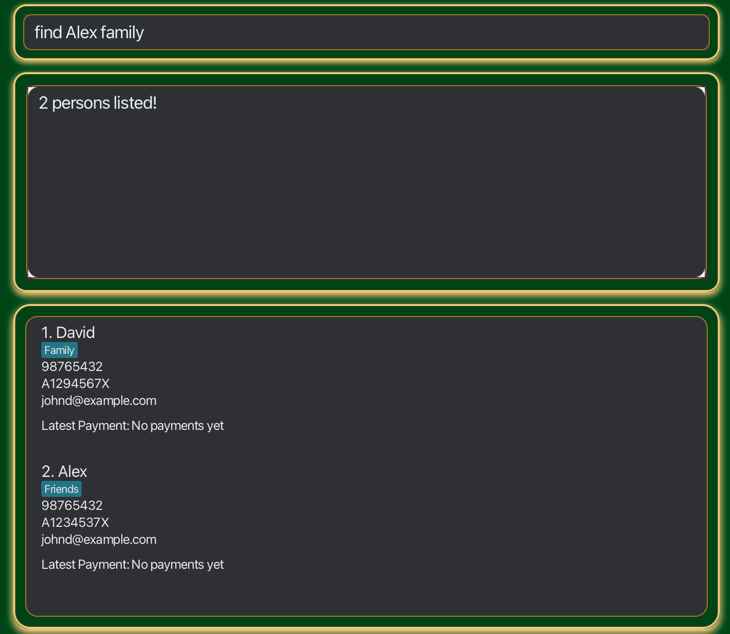 find Alex family
2 persons listed!
1. David
Family
98765432
A1294567X
johnd@example.com
Latest Payment: No payments yet
2. Alex
Friends
98765432
A1234537X
johnd@example.com
Latest Payment: No payments yet